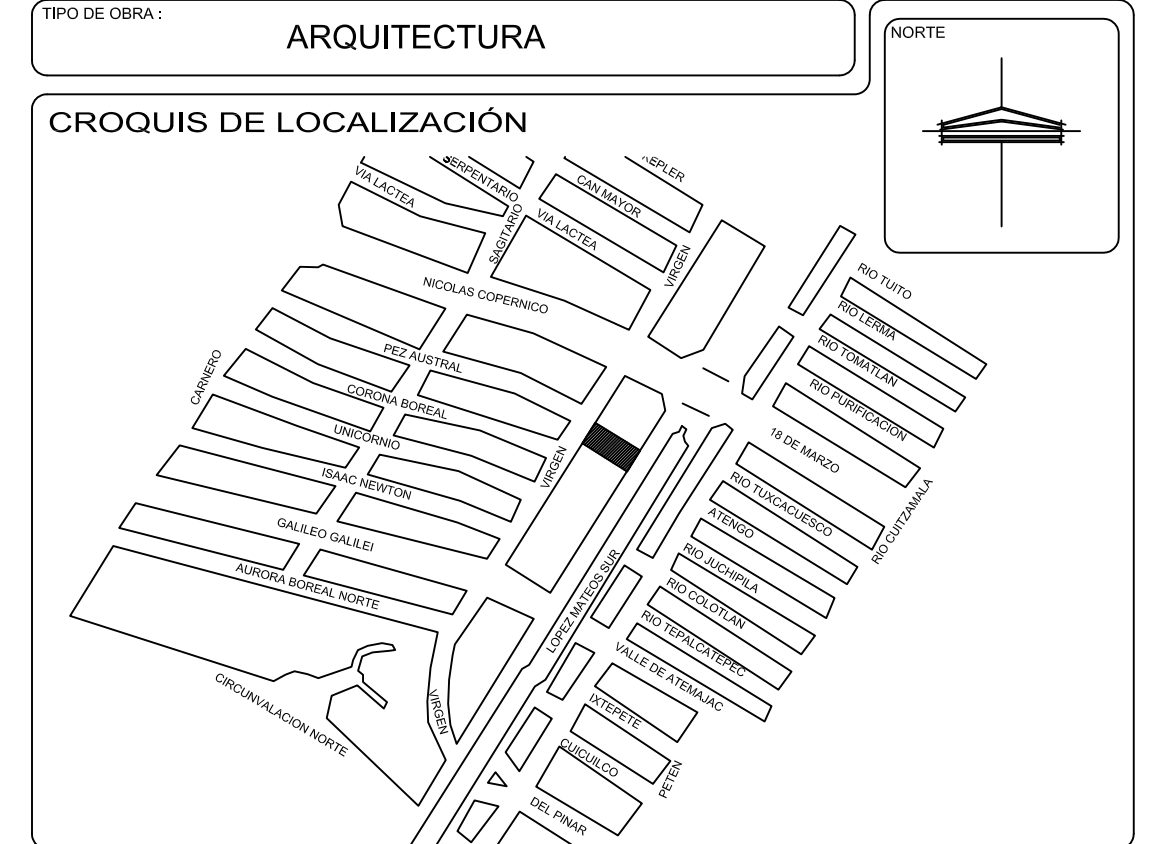 TIPO DE OBRA :
ARQUITECTURA
NORTE
CROQUIS DE LOCALIZACIÓN
SERPENTARIO
KEPLER
VIA LACTEA
CAN MAYOR
SAGITARIO
VIA LACTEA
VIRGEN
NICOLAS COPERNICO
RIO TUITO
RIO LERMA
RIO TOMATLAN
PEZ AUSTRAL
CARNERO
RIO PURIFICACION
CORONA BOREAL
UNICORNIO
18 DE MARZO
VIRGEN
ISAAC NEWTON
RIO TUXCACUESCO
RIO CUITZAMALA
GALILEO GALILEI
ATENGO
RIO JUCHIPILA
AURORA BOREAL NORTE
LOPEZ MATEOS SUR
RIO COLOTLAN
RIO TEPALCATEPEC
VALLE DE ATEMAJAC
CIRCUNVALACION NORTE
VIRGEN
IXTEPETE
CUICUILCO
PETEN
DEL PINAR